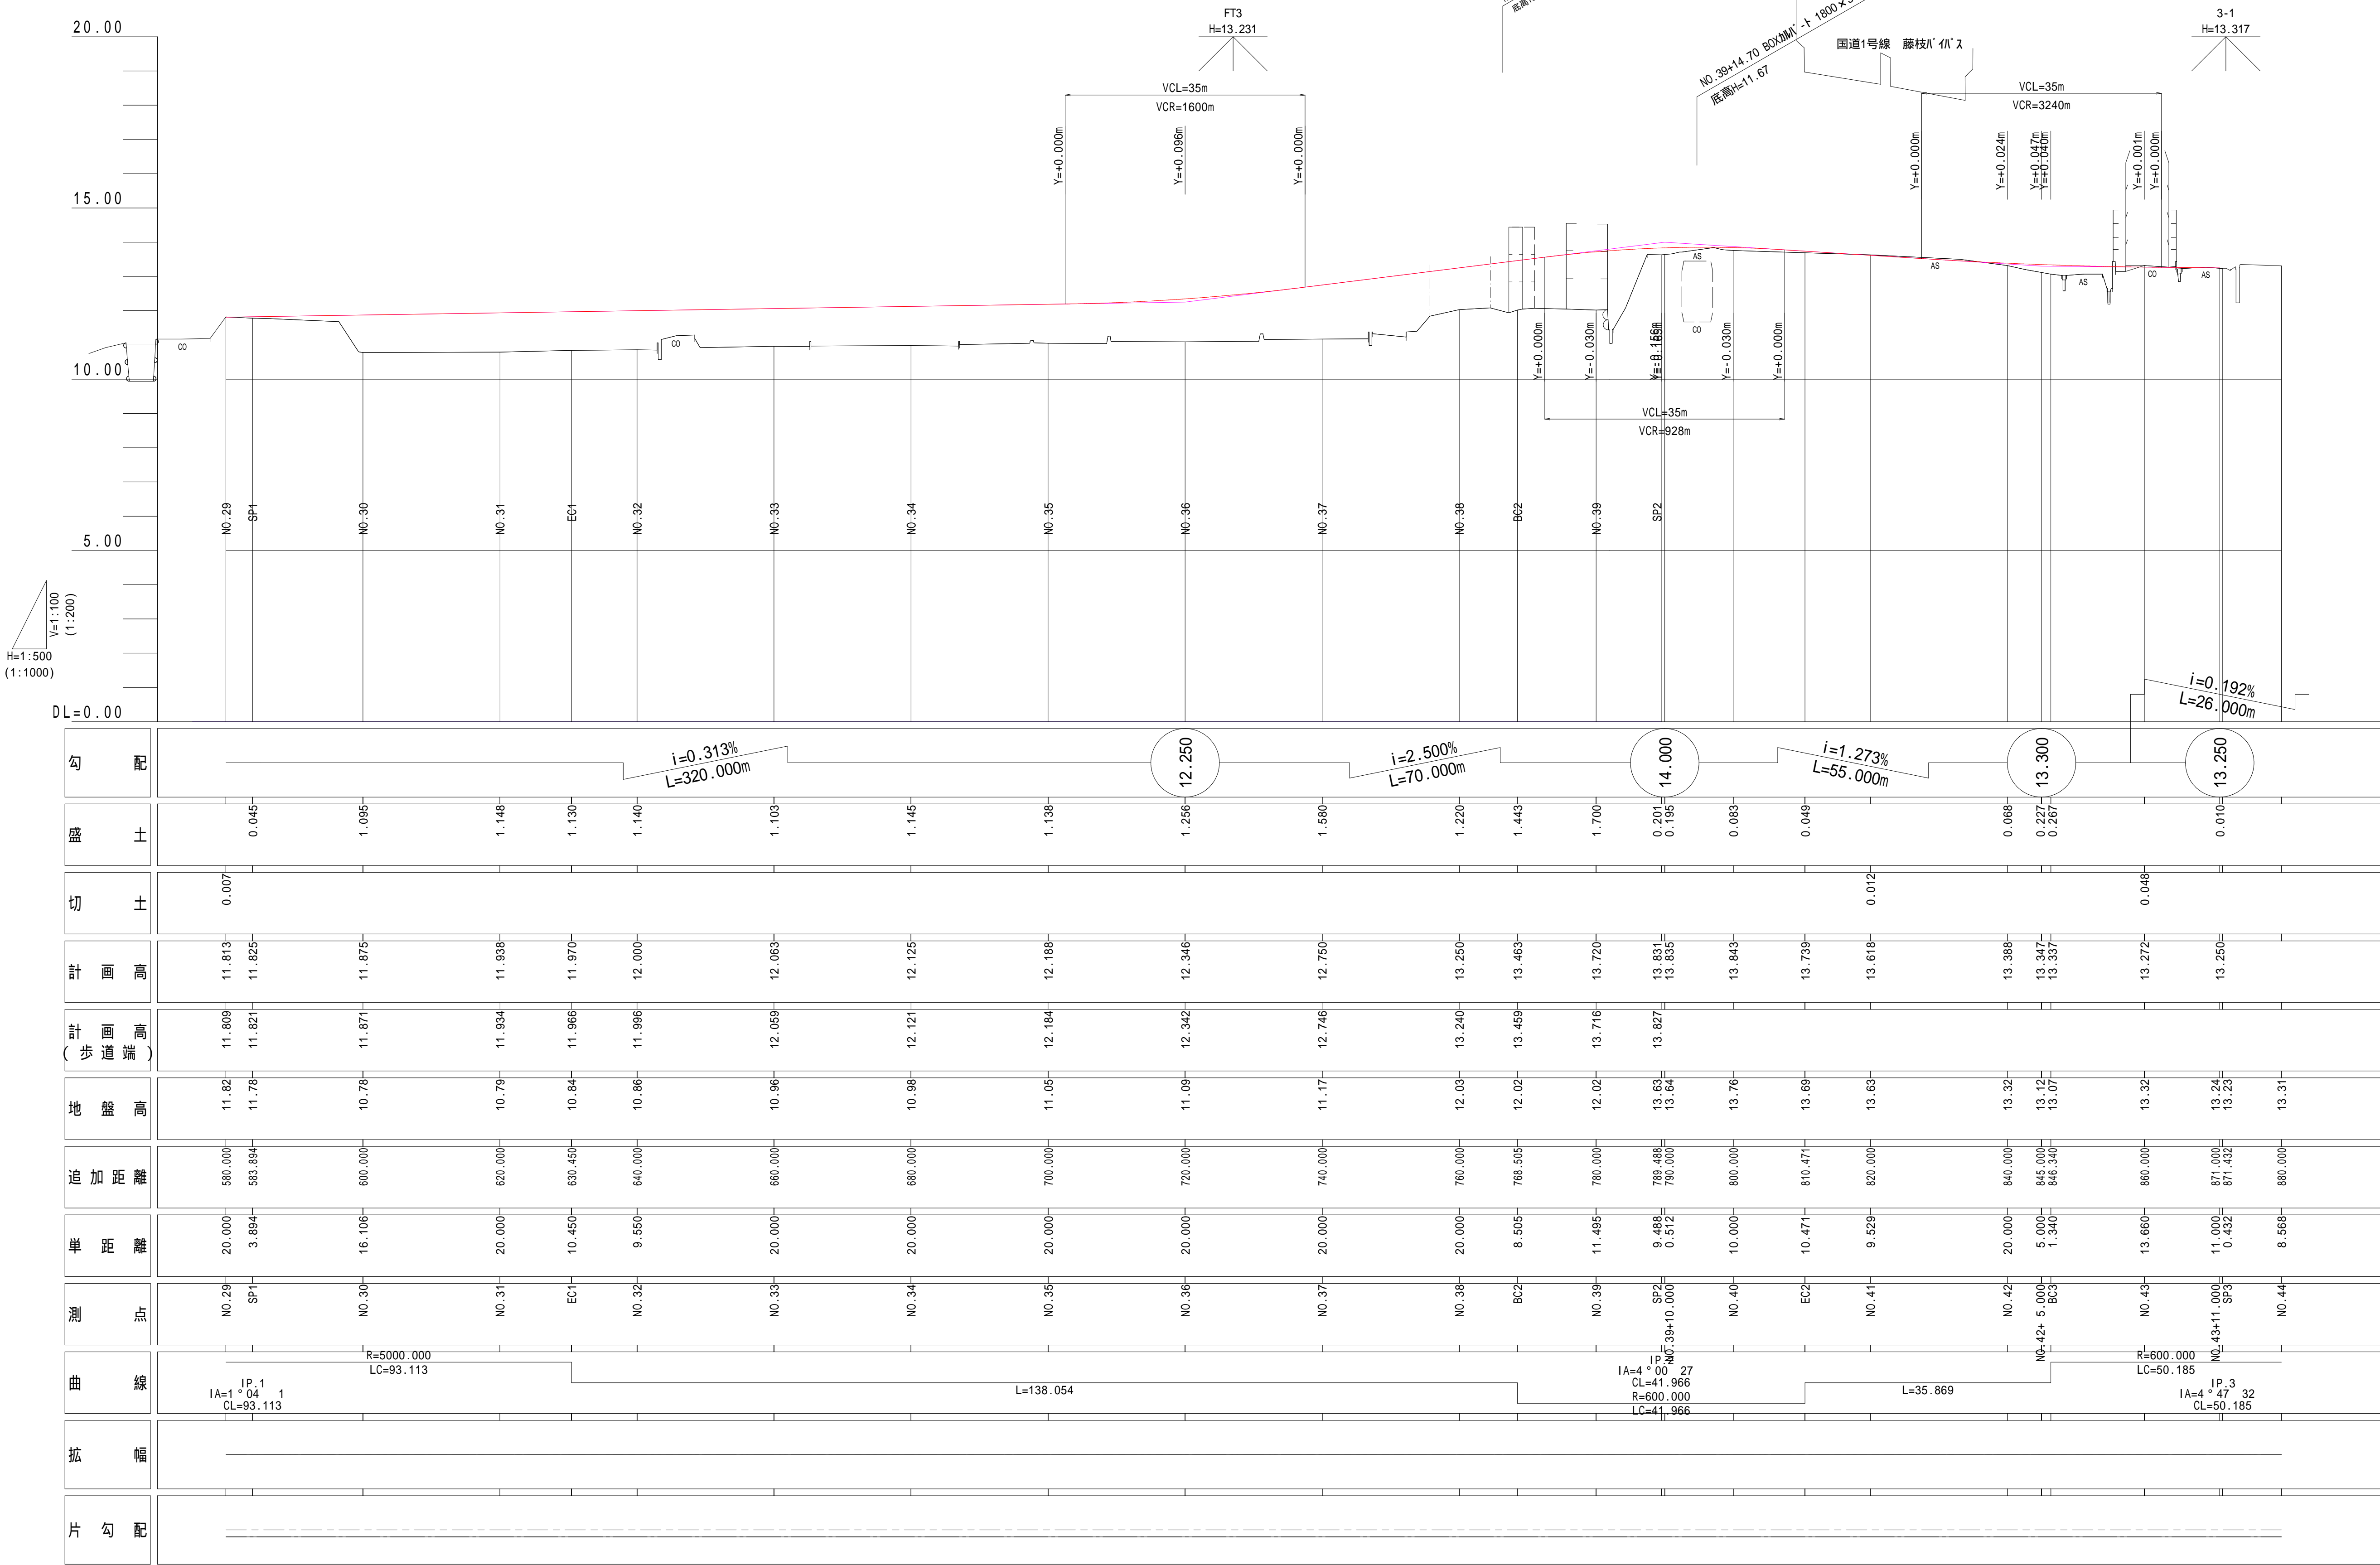 FT3
H=13.231
3-1
H=13.317
NO.39+14.70 BOXｶﾙﾊﾞｰﾄ 1800×
底高H=11.67
国道1号線 藤枝ﾊﾞｲﾊﾟｽ
VCL=35m
VCR=1600m
VCL=35m
VCR=3240m
Y=+0.000m
Y=+0.096m
Y=+0.000m
Y=+0.000m
Y=+0.024m
Y=+0.047m
Y=+0.040m
Y=+0.001m
Y=+0.000m
20.00
15.00
10.00
5.00
DL=0.00
V=1:100
(1:200)
H=1:500
(1:1000)
CO
CO
AS
CO
AS
AS
CO
AS
Y=+0.000m
Y=-0.030m
Y=-0.165m
Y=-0.030m
Y=+0.000m
VCL=35m
VCR=928m
NO.29
SP1
NO.30
NO.31
EC1
NO.32
NO.33
NO.34
NO.35
NO.36
NO.37
NO.38
BC2
NO.39
SP2
i=0.192%
L=26.000m
勾配
i=0.313%
L=320.000m
12.250
i=2.500%
L=70.000m
14.000
i=1.273%
L=55.000m
13.300
13.250
盛土
0.045 1.095 1.148 1.130 1.140 1.103 1.145 1.138 1.256 1.580 1.220 1.443 1.700 0.201 0.195 0.083 0.049 0.068 0.227 0.267 0.010
切土
0.007 0.012 0.048
計画高
11.813 11.825 11.875 11.938 11.970 12.000 12.063 12.125 12.188 12.346 12.750 13.250 13.463 13.720 13.831 13.835 13.843 13.739 13.618 13.388 13.347 13.337 13.272 13.250
計画高
(歩道端)
11.809 11.821 11.871 11.934 11.966 11.996 12.059 12.121 12.184 12.342 12.746 13.240 13.459 13.716 13.827
地盤高
11.82 11.78 10.78 10.79 10.84 10.86 10.96 10.98 11.05 11.09 11.17 12.03 12.02 12.02 13.63 13.64 13.76 13.69 13.63 13.32 13.12 13.07 13.32 13.24 13.23 13.31
追加距離
580.000 583.894 600.000 620.000 630.450 640.000 660.000 680.000 700.000 720.000 740.000 760.000 768.505 780.000 789.488 790.000 800.000 810.471 820.000 840.000 845.000 846.340 860.000 871.000 871.432 880.000
単距離
20.000 3.894 16.106 20.000 10.450 9.550 20.000 20.000 20.000 20.000 20.000 20.000 8.505 11.495 9.488 0.512 10.000 10.471 9.529 20.000 5.000 1.340 13.660 11.000 0.432 8.568
測点
NO.29 SP1 NO.30 NO.31 EC1 NO.32 NO.33 NO.34 NO.35 NO.36 NO.37 NO.38 BC2 NO.39 SP2 NO.39+10.000 NO.40 EC2 NO.41 NO.42 NO.42+ 5.000 BC3 NO.43 NO.43+11.000 SP3 NO.44
曲線
IP.1
IA=1°04 1
CL=93.113
R=5000.000
LC=93.113
L=138.054
IP.2
IA=4°00 27
CL=41.966
R=600.000
LC=41.966
L=35.869
R=600.000
LC=50.185
IP.3
IA=4°47 32
CL=50.185
拡幅
片勾配